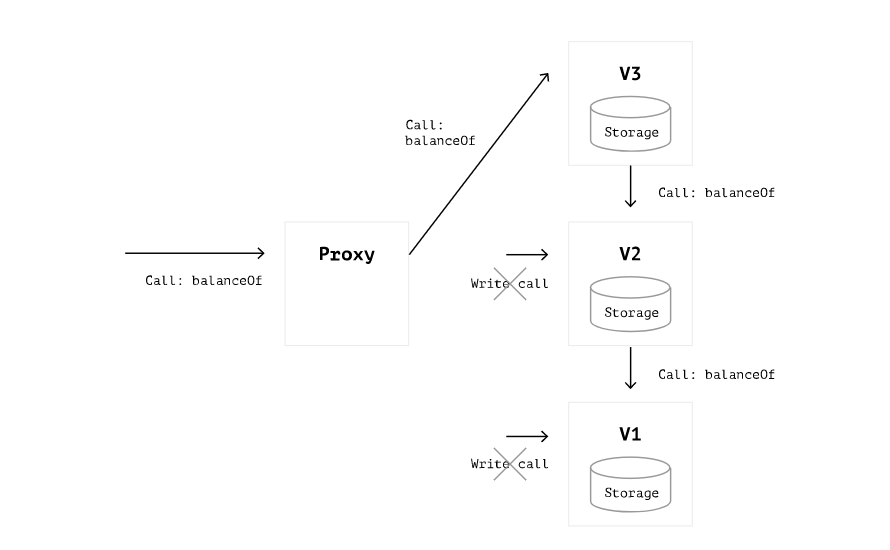 V3
Storage
Call:
balanceOf
Call: balanceOf
Proxy
Call: balanceOf
V2
Storage
Write call
Call: balanceOf
V1
Storage
Write call